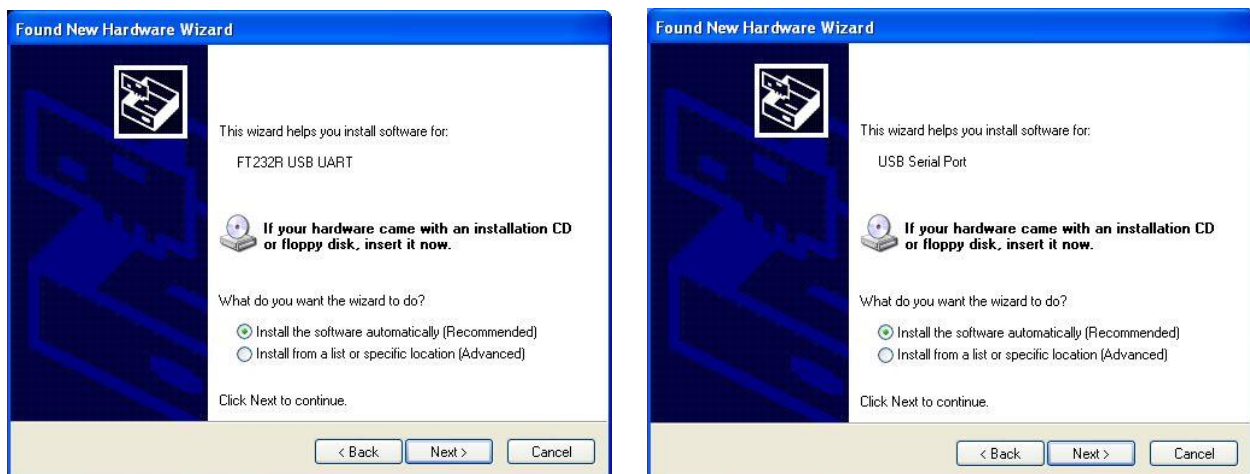 Found New Hardware Wizard
This wizard helps you install software for:
FT232R USB UART
If your hardware came with an installation CD
or floppy disk, insert it now.
What do you want the wizard to do?
Install the software automatically (Recommended)
Install from a list or specific location (Advanced)
Click Next to continue.
< Back
Next >
Cancel
Found New Hardware Wizard
This wizard helps you install software for:
USB Serial Port
If your hardware came with an installation CD
or floppy disk, insert it now.
What do you want the wizard to do?
Install the software automatically (Recommended)
Install from a list or specific location (Advanced)
Click Next to continue.
< Back
Next >
Cancel